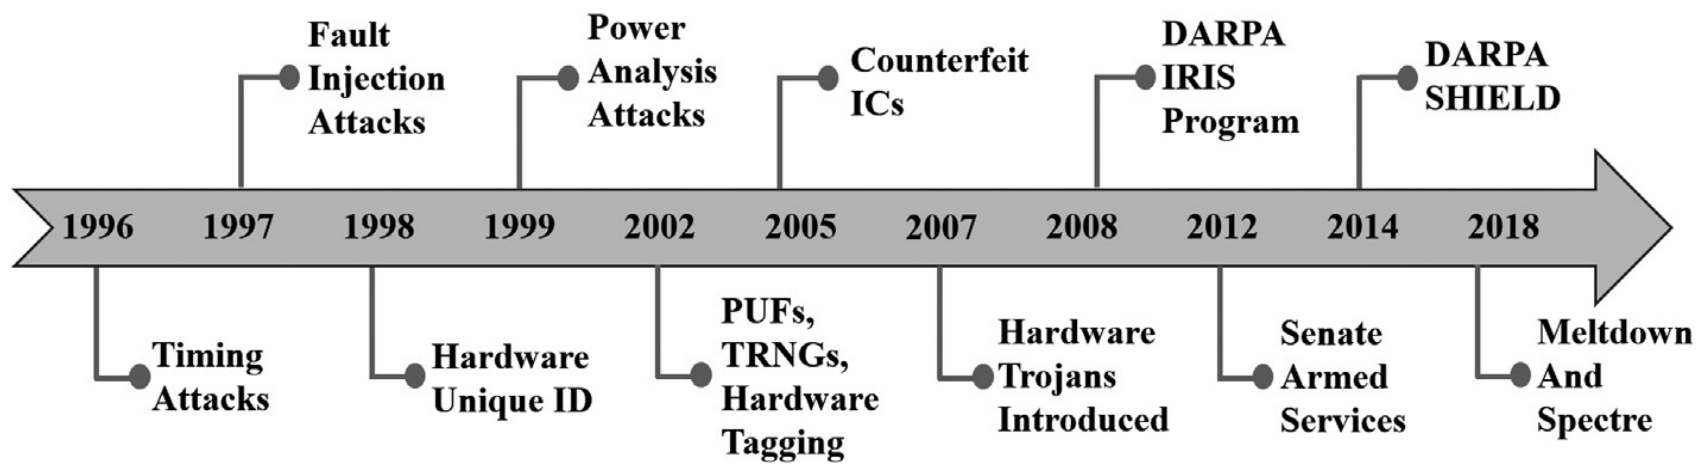 Fault
Injection
Attacks
Power
Analysis
Attacks
Counterfeit
ICs
DARPA
IRIS
Program
DARPA
SHIELD
1996 1997 1998 1999 2002 2005 2007 2008 2012 2014 2018
Timing
Attacks
Hardware
Unique ID
PUFs,
TRNGs,
Hardware
Tagging
Hardware
Trojans
Introduced
Senate
Armed
Services
Meltdown
And
Spectre